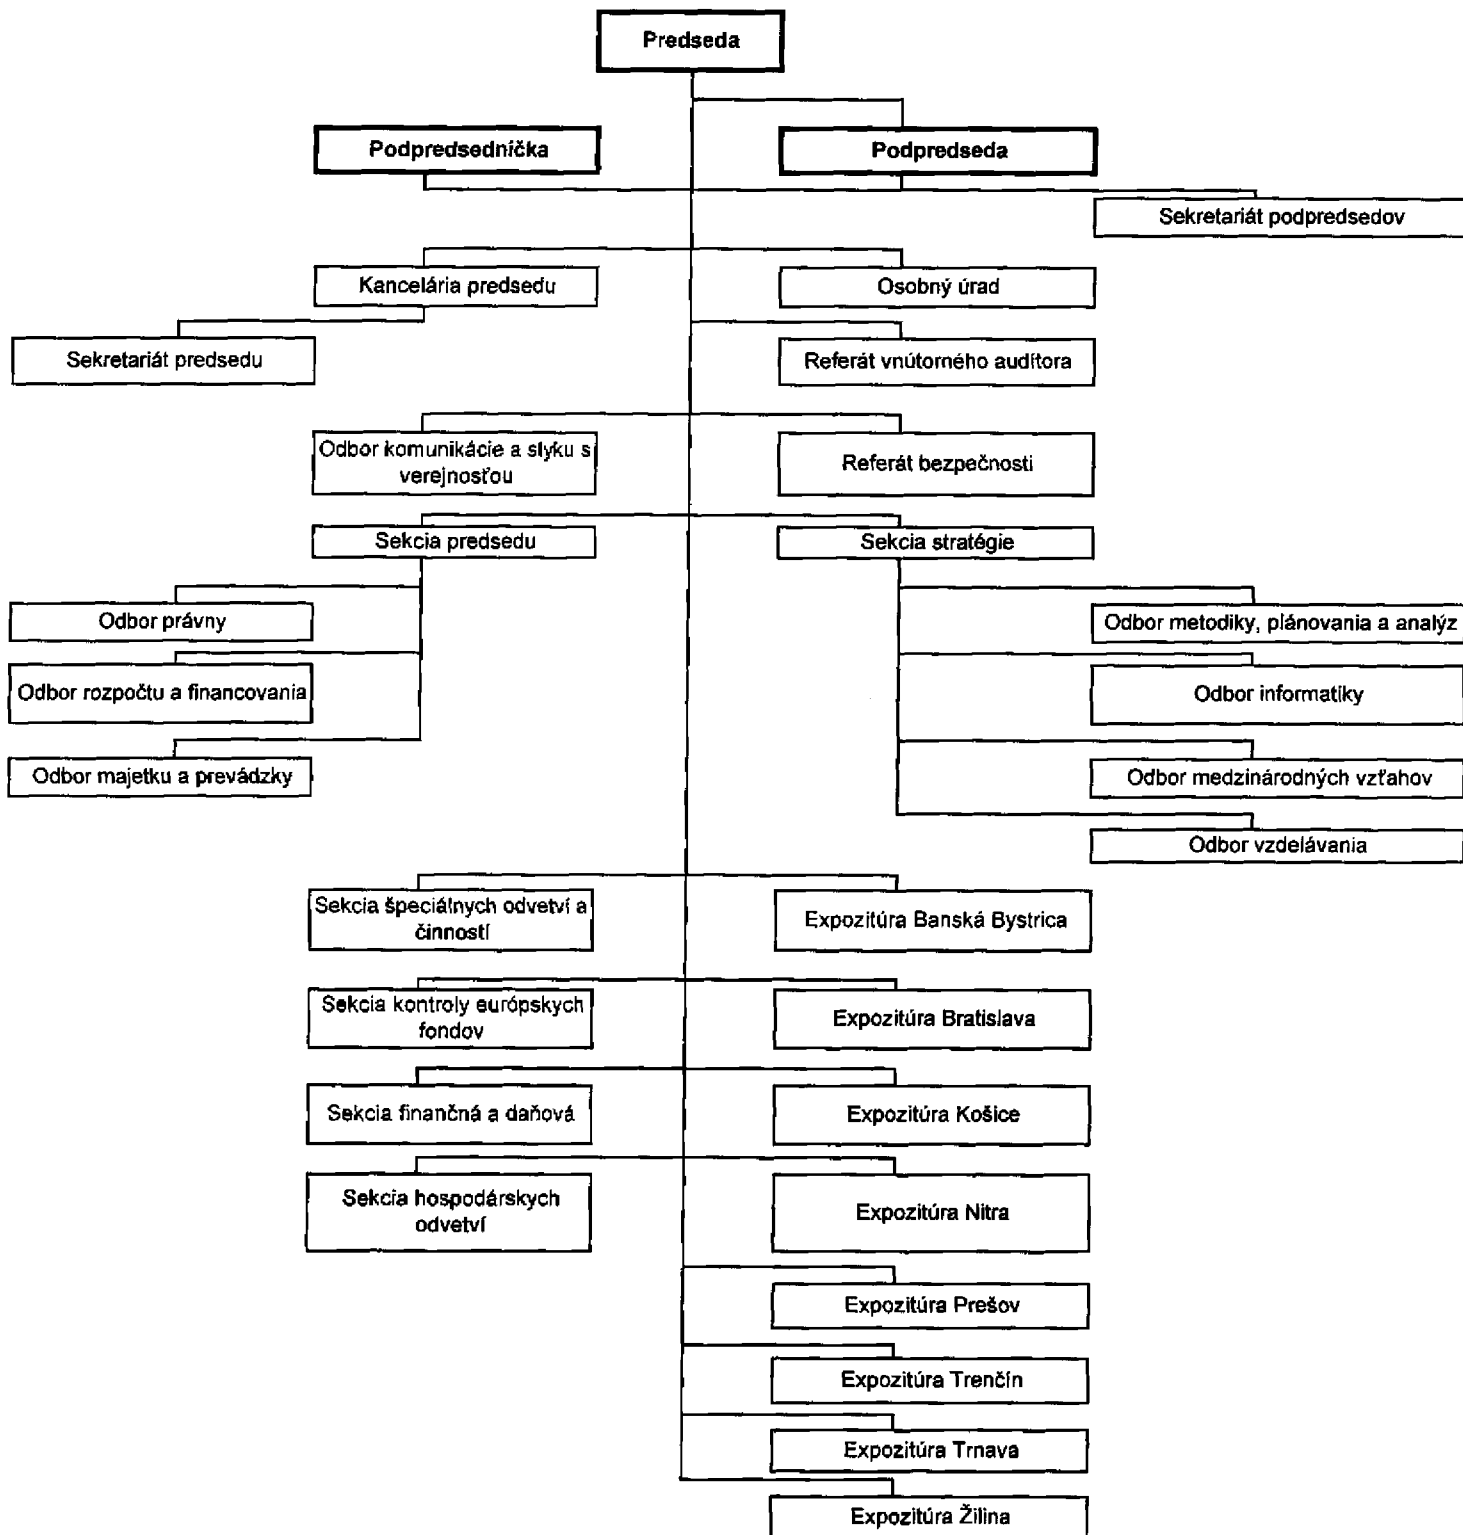 Predseda
Podpredsedníčka
Podpredseda
Sekretariát podpredsedov
Kancelária predsedu
Osobný úrad
Sekretariát predsedu
Referát vnútorného audítora
Odbor komunikácie a slyku s
verejnosťou
Referát bezpečnosti
Sekcia predsedu
Sekcia stratégie
Odbor právny
Odbor metodiky, plánovania a analýz
Odbor rozpočtu a financovania
Odbor informatiky
Odbor majetku a prevádzky
Odbor medzinárodných vzťahov
Odbor vzdelávania
Sekcia špeciálnych odvetví a
činností
Expozitúra Banská Bystrica
Sekcia kontroly európskych
fondov
Expozitúra Bratislava
Sekcia finančná a daňová
Expozitúra Košice
Sekcia hospodárskych
odvetví
Expozitúra Nitra
Expozitúra Prešov
Expozitúra Trenčín
Expozitúra Trnava
Expozitúra Žilina